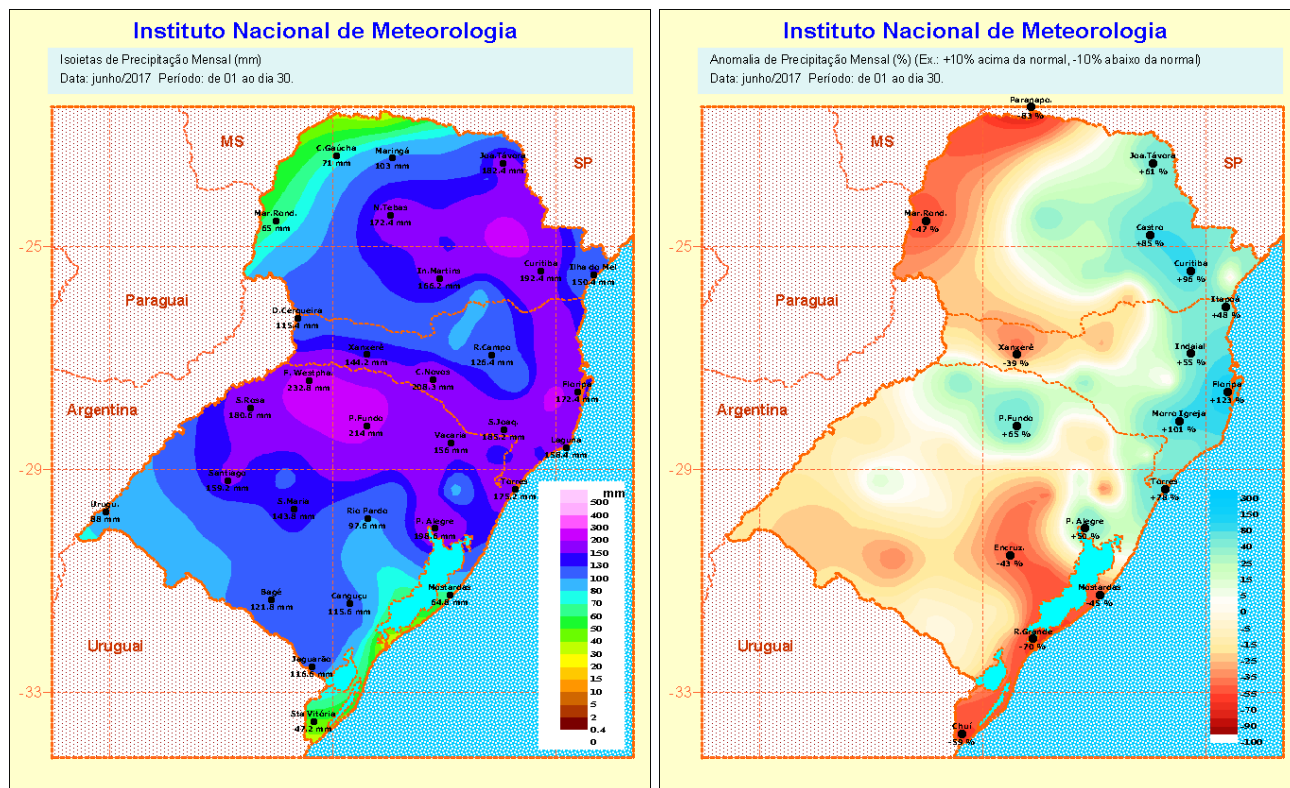 Instituto Nacional de Meteorologia
Isoietas de Precipitação Mensal (mm)
Data: junho/2017 Período: de 01 ao dia 30.
MS
SP
C.Gaúcha
71 mm
Maringá
103 mm
Joa.Távora
182.4 mm
Mar.Rond.
65 mm
N.Tebas
172.4 mm
-25
In.Martins
166.2 mm
Curitiba
192.4 mm
Ilha do Mel
150.4 mm
Paraguai
D.Cerqueira
115.4 mm
Xanxerê
144.2 mm
R.Campo
126.4 mm
F. Westphal
232.8 mm
C.Novos
208.3 mm
Floripa
172.4 mm
Argentina
S.Rosa
180.6 mm
P.Fundo
214 mm
Vacaria
156 mm
S.Joaq.
185.2 mm
Laguna
158.4 mm
-29
Santiago
159.2 mm
Torres
175.2 mm
Urugu.
88 mm
S.Maria
143.8 mm
Rio Pardo
97.6 mm
P. Alegre
198.6 mm
Bagé
121.8 mm
Canguçu
115.6 mm
Mostardas
64.8 mm
Uruguai
Jaguarão
116.6 mm
-33
Sta Vitória
47.2 mm
mm
500
400
300
200
150
130
100
80
70
60
50
40
30
20
15
10
5
2
0.4
0
Instituto Nacional de Meteorologia
Anomalia de Precipitação Mensal (%) (Ex.: +10% acima da normal, -10% abaixo da normal)
Data: junho/2017 Período: de 01 ao dia 30.
Paranapo.
-83 %
MS
SP
Joa.Távora
+61 %
Mar.Rond.
-47 %
Castro
+85 %
-25
Curitiba
+96 %
Paraguai
Itapoá
+48 %
Xanxerê
-39 %
Indaial
+55 %
Floripa
+123 %
Argentina
P.Fundo
+65 %
Morro Igreja
+101 %
-29
Torres
+78 %
P. Alegre
+50 %
Encruz.
-43 %
Mostardas
-45 %
Uruguai
R.Grande
-70 %
-33
Chuí
-59 %
300
150
80
40
25
15
5
0
-5
-15
-25
-35
-55
-70
-90
-100